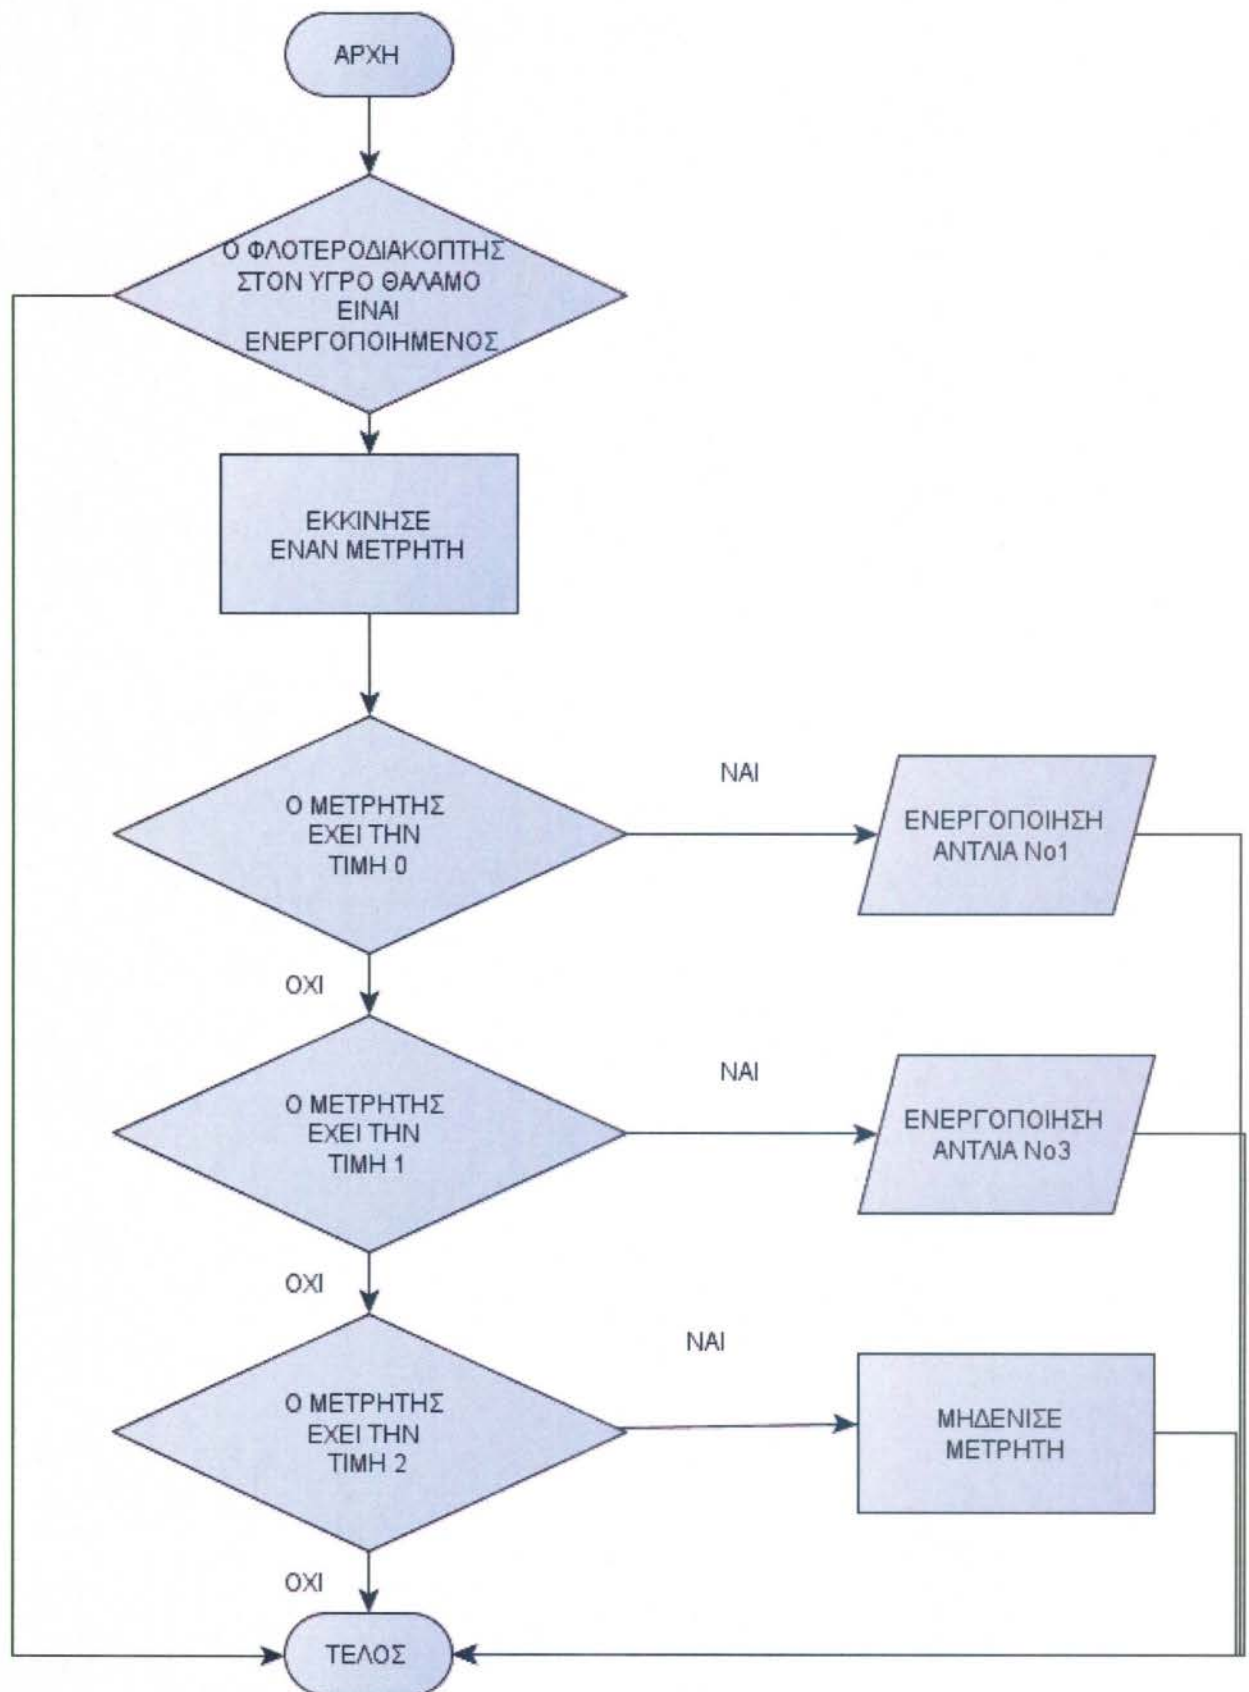 ΑΡΧΗ
Ο ΦΛΟΤΕΡΟΔΙΑΚΟΠΤΗΣ
ΣΤΟΝ ΥΓΡΟ ΘΑΛΑΜΟ
ΕΙΝΑΙ
ΕΝΕΡΓΟΠΟΙΗΜΕΝΟΣ
ΕΚΚΙΝΗΣΕ
ΕΝΑΝ ΜΕΤΡΗΤΗ
Ο ΜΕΤΡΗΤΗΣ
ΕΧΕΙ ΤΗΝ
ΤΙΜΗ 0
ΝΑΙ
ΕΝΕΡΓΟΠΟΙΗΣΗ
ΑΝΤΛΙΑ Νο1
ΟΧΙ
Ο ΜΕΤΡΗΤΗΣ
ΕΧΕΙ ΤΗΝ
ΤΙΜΗ 1
ΝΑΙ
ΕΝΕΡΓΟΠΟΙΗΣΗ
ΑΝΤΛΙΑ Νο3
ΟΧΙ
Ο ΜΕΤΡΗΤΗΣ
ΕΧΕΙ ΤΗΝ
ΤΙΜΗ 2
ΝΑΙ
ΜΗΔΕΝΙΣΕ
ΜΕΤΡΗΤΗ
ΟΧΙ
ΤΕΛΟΣ